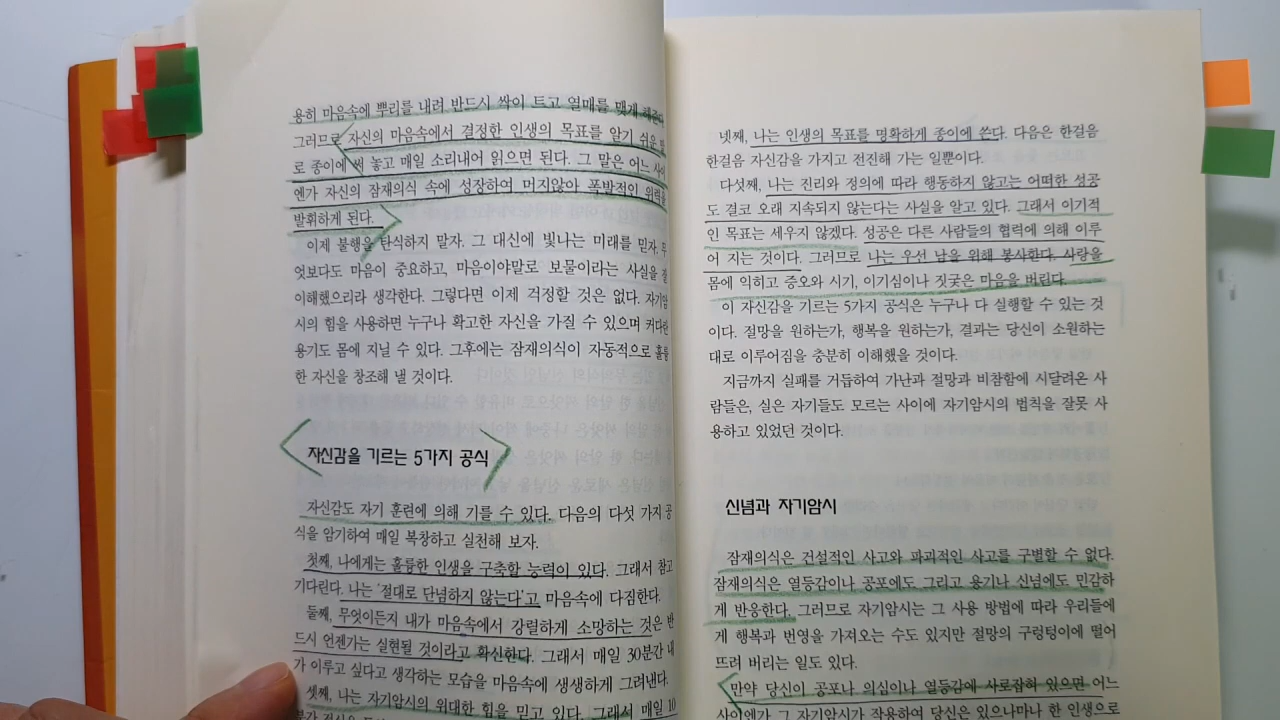 용히 마음속에 뿌리를 내려 반드시 싹이 트고 열매를 맺게 해준다.
그러므로 자신의 마음속에서 결정한 인생의 목표를 알기 쉬운 말
로 종이에 써 놓고 매일 소리내어 읽으면 된다. 그 말은 어느 사이
엔가 자신의 잠재의식 속에 성장하여 머지않아 폭발적인 위력을
발휘하게 된다.
이제 불행을 탄식하지 말자. 그 대신에 빛나는 미래를 믿자. 무
엇보다도 마음이 중요하고, 마음이야말로 보물이라는 사실을 잘
이해했으리라 생각한다. 그렇다면 이제 걱정할 것은 없다. 자기암
시의 힘을 사용하면 누구나 확고한 자신을 가질 수 있으며 커다란
용기도 몸에 지닐 수 있다. 그후에는 잠재의식이 자동적으로 훌륭
한 자신을 창조해 낼 것이다.
자신감을 기르는 5가지 공식
자신감도 자기 훈련에 의해 기를 수 있다. 다음의 다섯 가지 공
식을 암기하여 매일 복창하고 실천해 보자.
첫째, 나에게는 훌륭한 인생을 구축할 능력이 있다. 그래서 참고
기다린다. 나는 '절대로 단념하지 않는다'고 마음속에 다짐한다.
둘째, 무엇이든지 내가 마음속에서 강렬하게 소망하는 것은 반
드시 언젠가는 실현될 것이라고 확신한다. 그래서 매일 30분간 내
가 이루고 싶다고 생각하는 모습을 마음속에 생생하게 그려낸다.
셋째, 나는 자기암시의 위대한 힘을 믿고 있다. 그래서 매일 10
넷째, 나는 인생의 목표를 명확하게 종이에 쓴다. 다음은 한걸음
한걸음 자신감을 가지고 전진해 가는 일뿐이다.
다섯째, 나는 진리와 정의에 따라 행동하지 않고는 어떠한 성공
도 결코 오래 지속되지 않는다는 사실을 알고 있다. 그래서 이기적
인 목표는 세우지 않겠다. 성공은 다른 사람들의 협력에 의해 이루
어 지는 것이다. 그러므로 나는 우선 남을 위해 봉사한다. 사랑을
몸에 익히고 증오와 시기, 이기심이나 짓궂은 마음을 버린다.
이 자신감을 기르는 5가지 공식은 누구나 다 실행할 수 있는 것
이다. 절망을 원하는가, 행복을 원하는가, 결과는 당신이 소원하는
대로 이루어짐을 충분히 이해했을 것이다.
지금까지 실패를 거듭하여 가난과 절망과 비참함에 시달려온 사
람들은, 실은 자기들도 모르는 사이에 자기암시의 법칙을 잘못 사
용하고 있었던 것이다.
신념과 자기암시
잠재의식은 건설적인 사고와 파괴적인 사고를 구별할 수 없다.
잠재의식은 열등감이나 공포에도 그리고 용기나 신념에도 민감하
게 반응한다. 그러므로 자기암시는 그 사용 방법에 따라 우리들에
게 행복과 번영을 가져오는 수도 있지만 절망의 구렁텅이에 떨어
뜨려 버리는 일도 있다.
만약 당신이 공포나 의심이나 열등감에 사로잡혀 있으면 어느
사이엔가 그 자기암시가 작용하여 당신은 있으나마나 한 인생으로